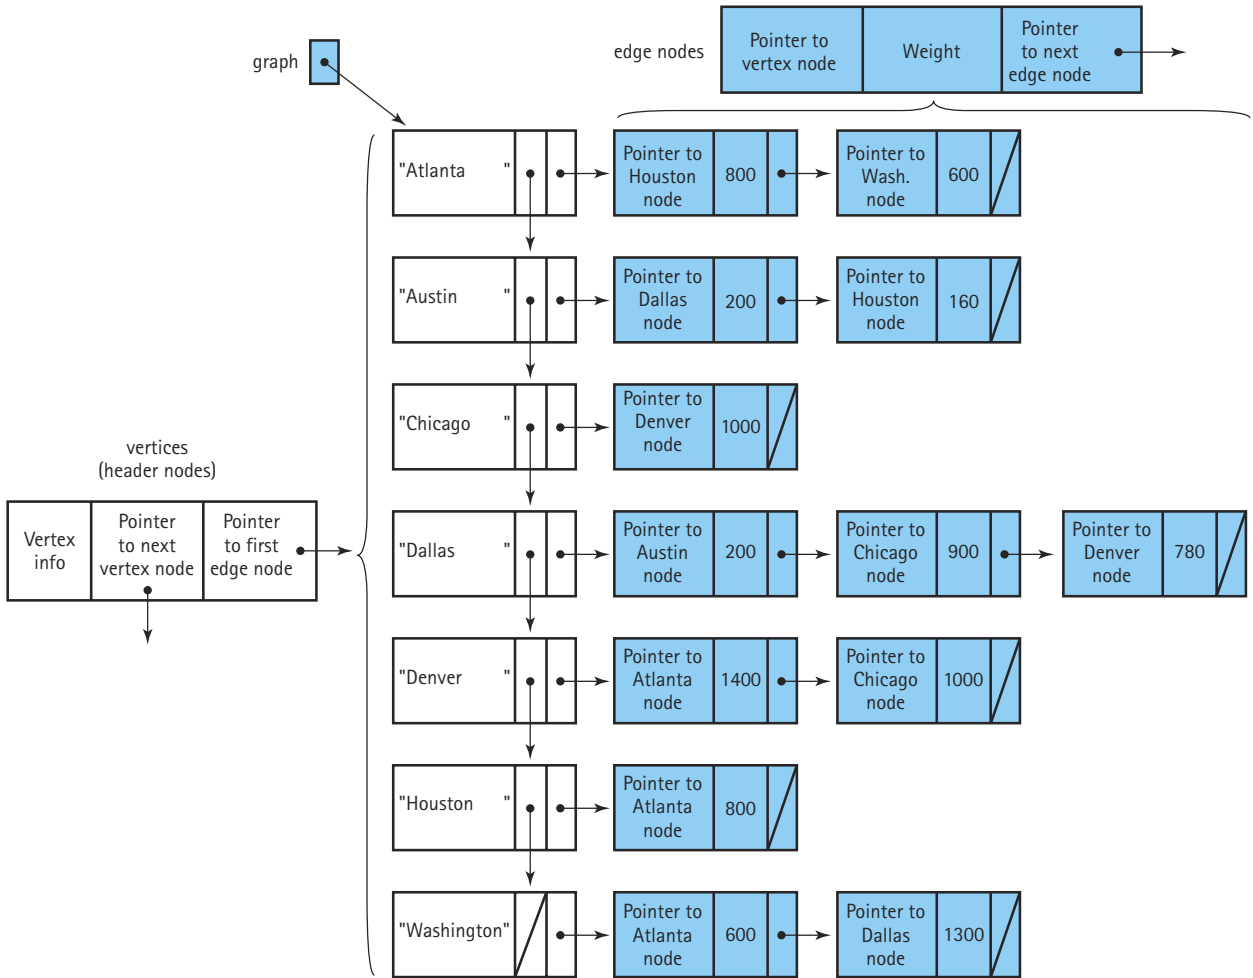 graph
edge nodes
Pointer to
vertex node
Weight
Pointer
to next
edge node
"Atlanta "
Pointer to
Houston
node
800
Pointer to
Wash.
node
600
"Austin "
Pointer to
Dallas
node
200
Pointer to
Houston
node
160
"Chicago "
Pointer to
Denver
node
1000
vertices
(header nodes)
Vertex
info
Pointer
to next
vertex node
Pointer
to first
edge node
"Dallas "
Pointer to
Austin
node
200
Pointer to
Chicago
node
900
Pointer to
Denver
node
780
"Denver "
Pointer to
Atlanta
node
1400
Pointer to
Chicago
node
1000
"Houston "
Pointer to
Atlanta
node
800
"Washington"
Pointer to
Atlanta
node
600
Pointer to
Dallas
node
1300